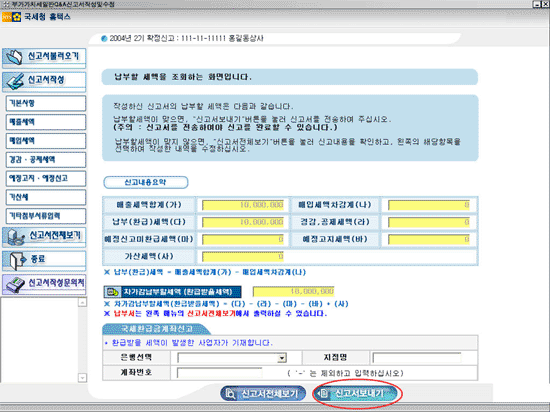 부가가치세일반Q&A신고서작성및수정
국세청 홈택스
2004년 2기 확정신고 : 111-11-11111 홍길동상사
신고서불러오기
신고서작성
기본사항
매출세액
매입세액
경감·공제세액
예정고지·예정신고
가산세
기타첨부서류입력
신고서전체보기
종료
신고서작성문의처
납부할 세액을 조회하는 화면입니다.
작성하신 신고서의 납부할 세액은 다음과 같습니다.
납부할세액이 맞으면, "신고서보내기"버튼을 눌러 신고서를 전송하여 주십시오.
(주의 : 신고서를 전송하여야 신고를 완료할 수 있습니다.)
납부할세액이 맞지 않으면, "신고서전체보기"버튼을 눌러 신고내용을 확인하고, 왼쪽의 해당항목을
선택하여 작성한 내역을 수정하십시오.
신고내용요약
매출세액합계(가) 10,000,000 매입세액차감계(나) 0
납부(환급)세액(다) 10,000,000 경감,공제세액(라) 0
예정신고미환급세액(마) 0 예정고지세액(바) 0
가산세액(사) 0
※ 납부(환급)세액 = 매출세액합계(가) - 매입세액차감계(나)
차가감납부할세액(환급받을세액) 10,000,000
※ 차가감납부할세액(환급받을세액) = (다) - (라) - (마) - (바) + (사)
※ 납부서는 왼쪽 메뉴의 신고서전체보기에서 출력하실 수 있습니다.
국세환급금계좌신고
* 환급받을 세액이 발생한 사업자가 기재합니다.
은행선택 지점명
계좌번호 ( '-' 는 제외하고 입력하십시오)
신고서전체보기 신고서보내기